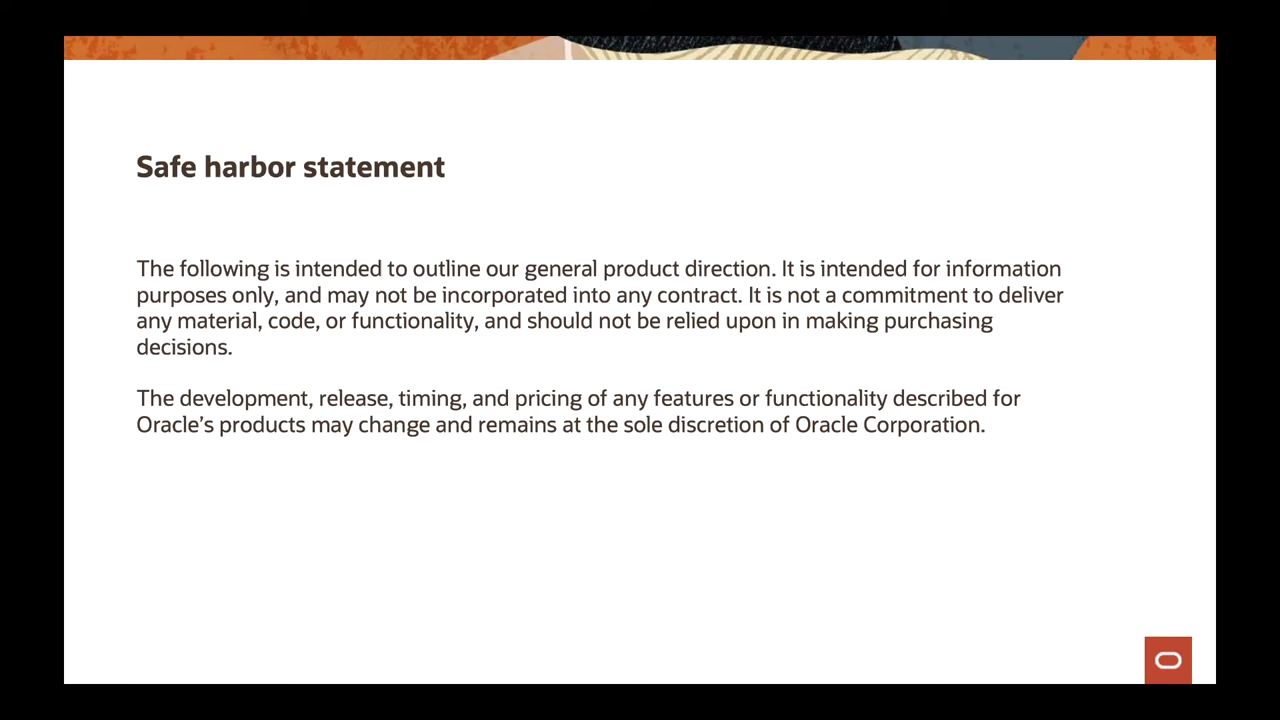 Safe harbor statement
The following is intended to outline our general product direction. It is intended for information
purposes only, and may not be incorporated into any contract. It is not a commitment to deliver
any material, code, or functionality, and should not be relied upon in making purchasing
decisions.
The development, release, timing, and pricing of any features or functionality described for
Oracle’s products may change and remains at the sole discretion of Oracle Corporation.